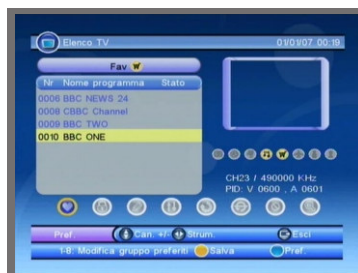 Elenco TV 01/01/07 00:19
Fav
Nr Nome programma Stato
0006 BBC NEWS 24
0008 CBBC Channel
0009 BBC TWO
0010 BBC ONE
CH23 / 490000 KHz
PID: V 0600 , A 0601
Pref. Can. +/- Strum. Esci
1-8: Modifica gruppo preferiti Salva Pref.